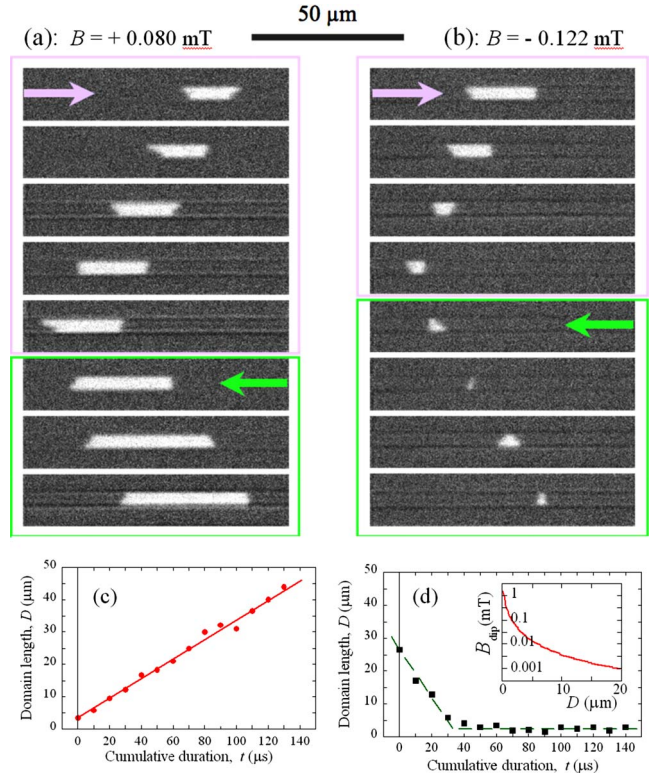 50 µm
(a): B = + 0.080 mT
(b): B = - 0.122 mT
(c)
50
40
30
20
10
0
Domain length, D (µm)
0 20 40 60 80 100 120 140
Cumulative duration, t (µs)
(d)
50
40
30
20
10
0
Domain length, D (µm)
0 20 40 60 80 100 120 140
Cumulative duration, t (µs)
1
0.1
0.01
0.001
B dip (mT)
0 10 20
D (µm)